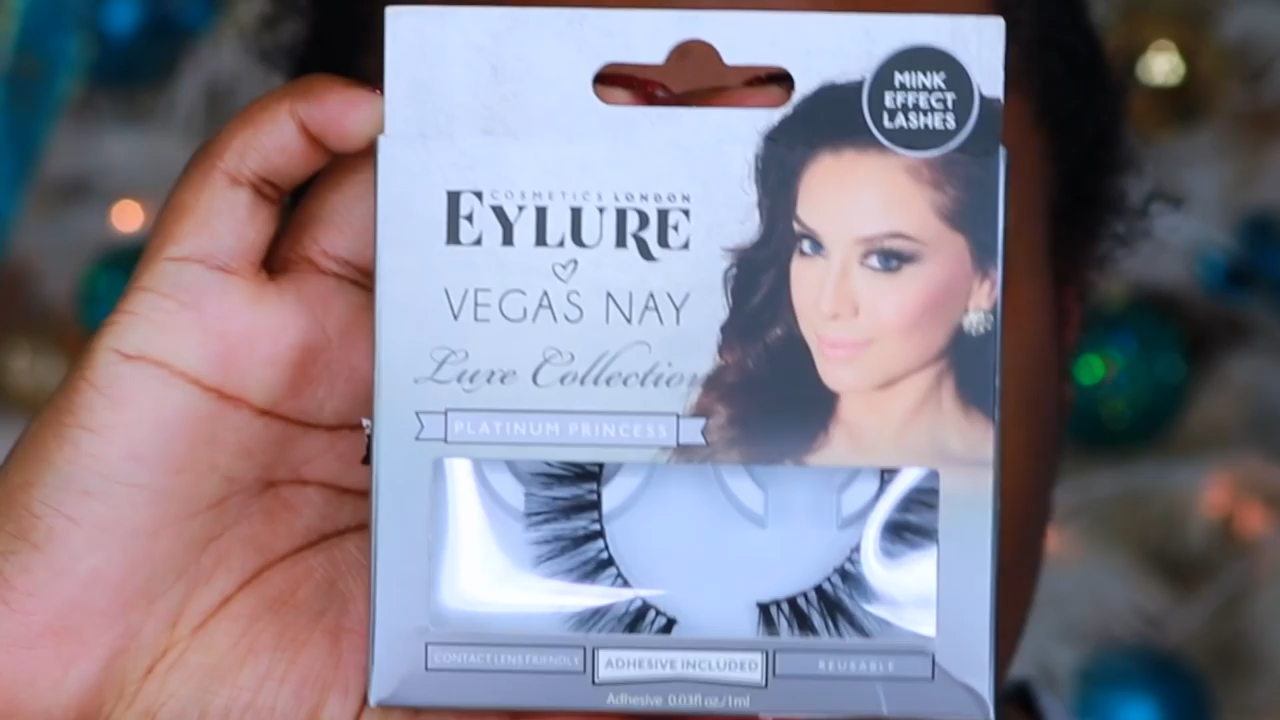 MINK
EFFECT
LASHES
COSMETICS LONDON
EYLURE
VEGAS NAY
Luxe Collection
PLATINUM PRINCESS
CONTACT LENS FRIENDLY
ADHESIVE INCLUDED
REUSABLE
Adhesive 0.03fl oz/1ml